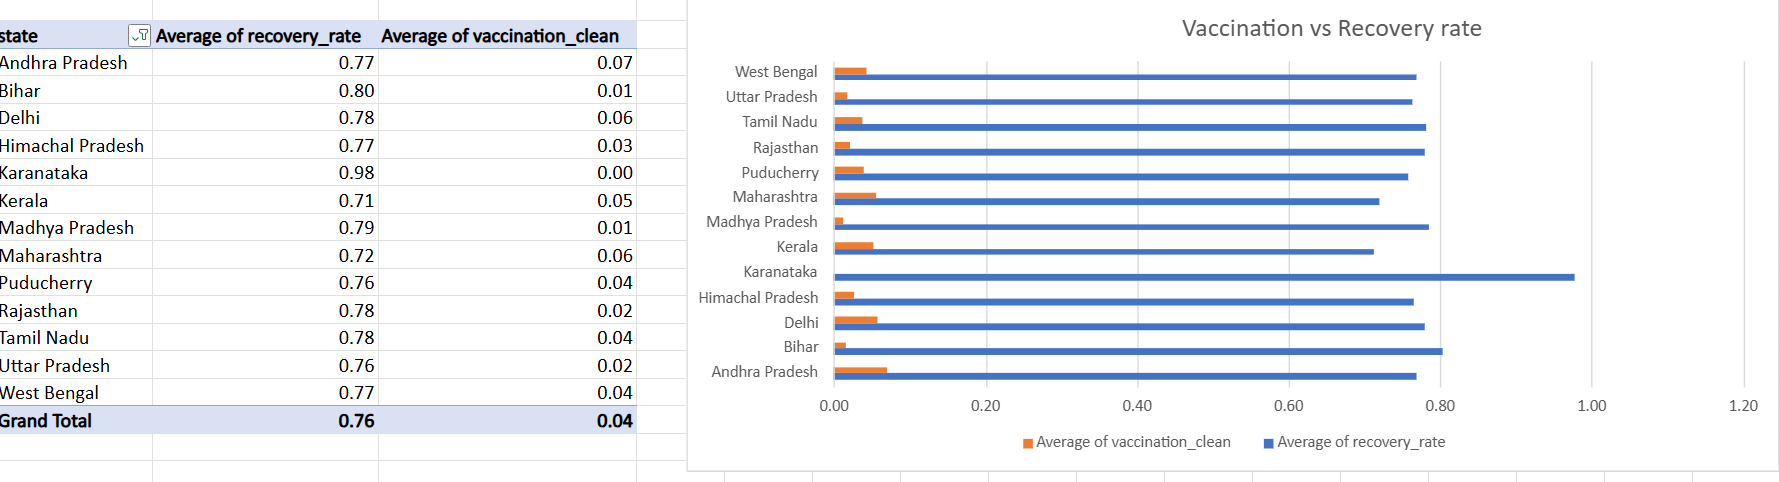 state Average of recovery_rate Average of vaccination_clean
Andhra Pradesh 0.77 0.07
Bihar 0.80 0.01
Delhi 0.78 0.06
Himachal Pradesh 0.77 0.03
Karanataka 0.98 0.00
Kerala 0.71 0.05
Madhya Pradesh 0.79 0.01
Maharashtra 0.72 0.06
Puducherry 0.76 0.04
Rajasthan 0.78 0.02
Tamil Nadu 0.78 0.04
Uttar Pradesh 0.76 0.02
West Bengal 0.77 0.04
Grand Total 0.76 0.04
Vaccination vs Recovery rate
West Bengal
Uttar Pradesh
Tamil Nadu
Rajasthan
Puducherry
Maharashtra
Madhya Pradesh
Kerala
Karanataka
Himachal Pradesh
Delhi
Bihar
Andhra Pradesh
0.00 0.20 0.40 0.60 0.80 1.00 1.20
Average of vaccination_clean Average of recovery_rate